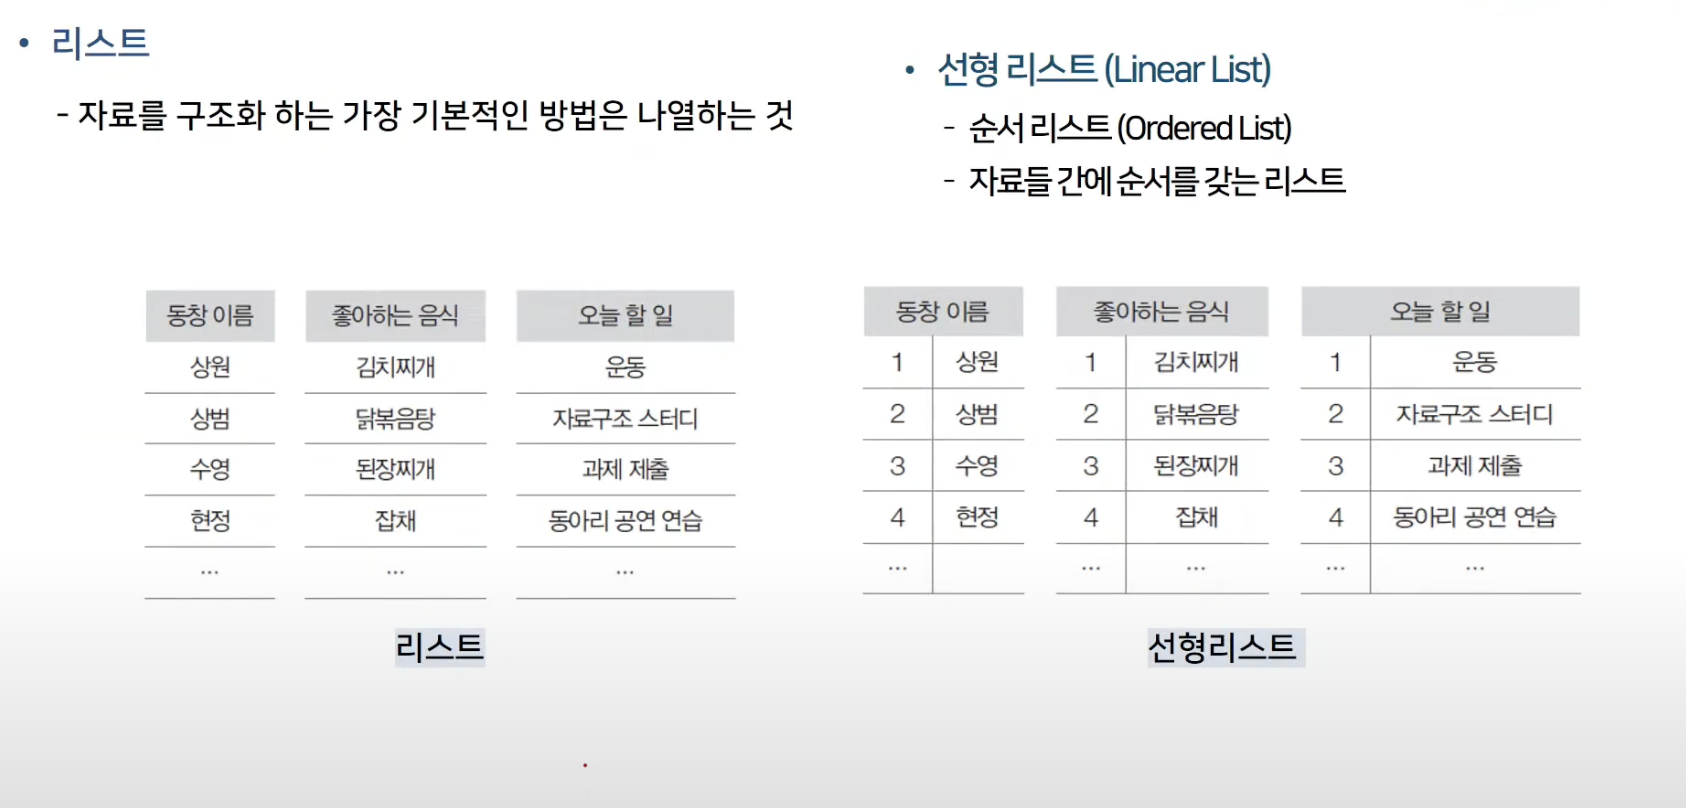 • 리스트
- 자료를 구조화 하는 가장 기본적인 방법은 나열하는 것
동창 이름 좋아하는 음식 오늘 할 일
상원 김치찌개 운동
상범 닭볶음탕 자료구조 스터디
수영 된장찌개 과제 제출
현정 잡채 동아리 공연 연습
... ... ...
리스트
• 선형 리스트 (Linear List)
- 순서 리스트 (Ordered List)
- 자료들 간에 순서를 갖는 리스트
동창 이름 좋아하는 음식 오늘 할 일
1 상원 1 김치찌개 1 운동
2 상범 2 닭볶음탕 2 자료구조 스터디
3 수영 3 된장찌개 3 과제 제출
4 현정 4 잡채 4 동아리 공연 연습
... ... ... ... ...
선형리스트